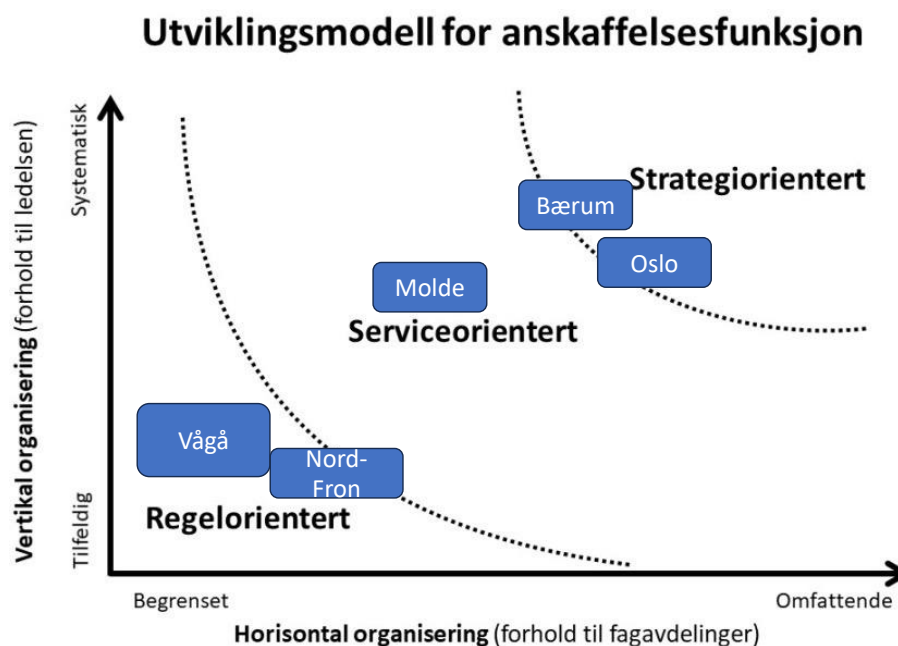 Utviklingsmodell for anskaffelsesfunksjon
Vertikal organisering (forhold til ledelsen)
Systematisk
Tilfeldig
Strategiorientert
Bærum
Oslo
Molde
Serviceorientert
Vågå
Nord-
Fron
Regelorientert
Begrenset
Omfattende
Horisontal organisering (forhold til fagavdelinger)